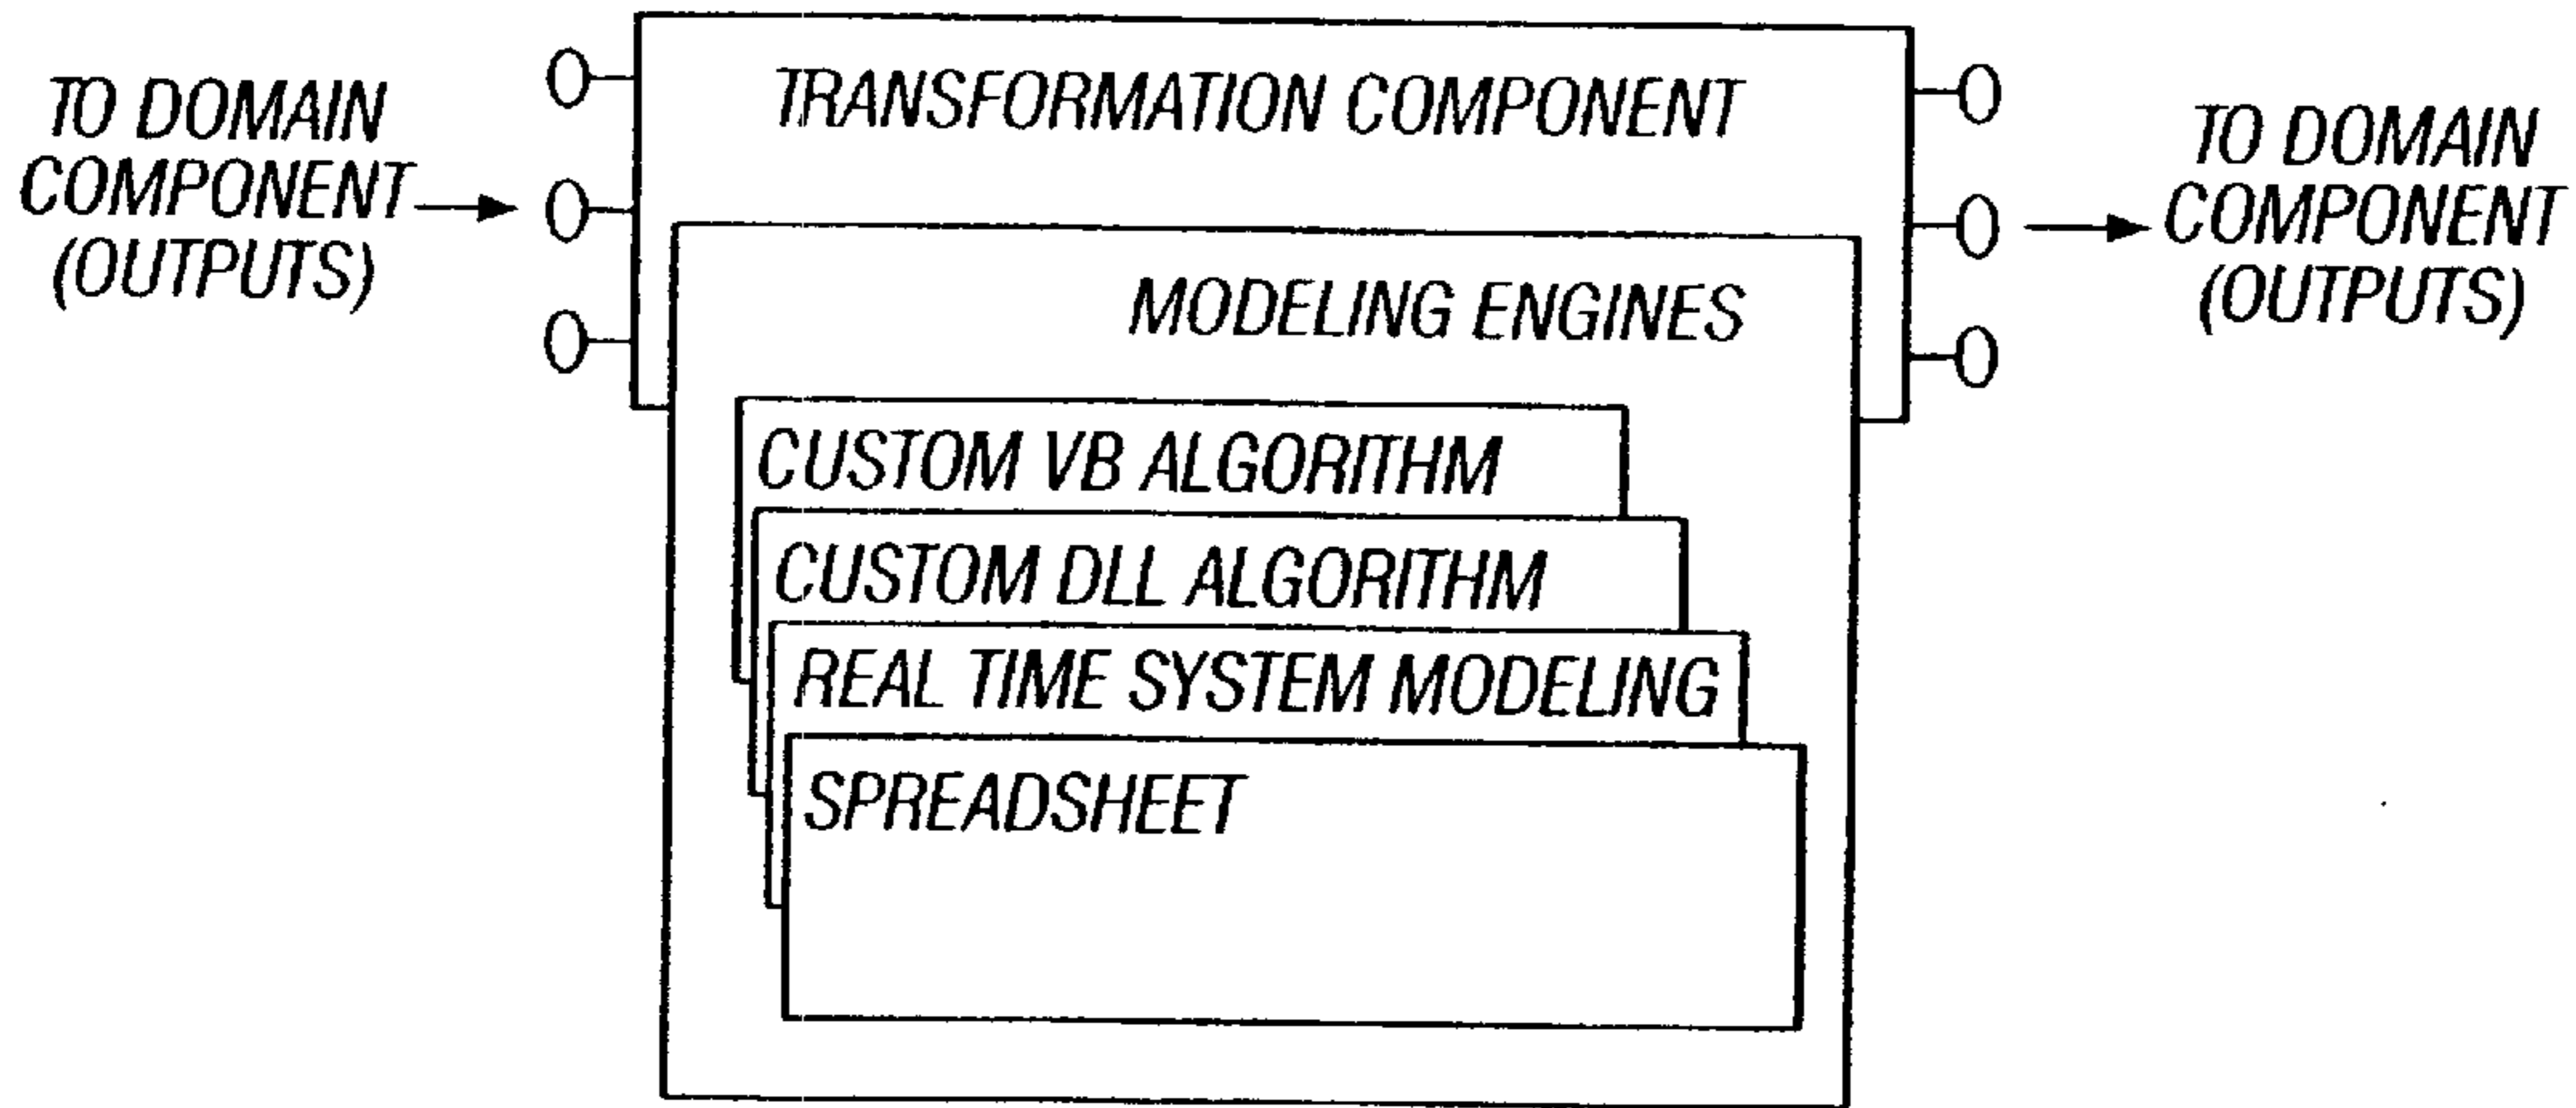 TO DOMAIN
COMPONENT
(OUTPUTS)
TRANSFORMATION COMPONENT
MODELING ENGINES
CUSTOM VB ALGORITHM
CUSTOM DLL ALGORITHM
REAL TIME SYSTEM MODELING
SPREADSHEET
TO DOMAIN
COMPONENT
(OUTPUTS)